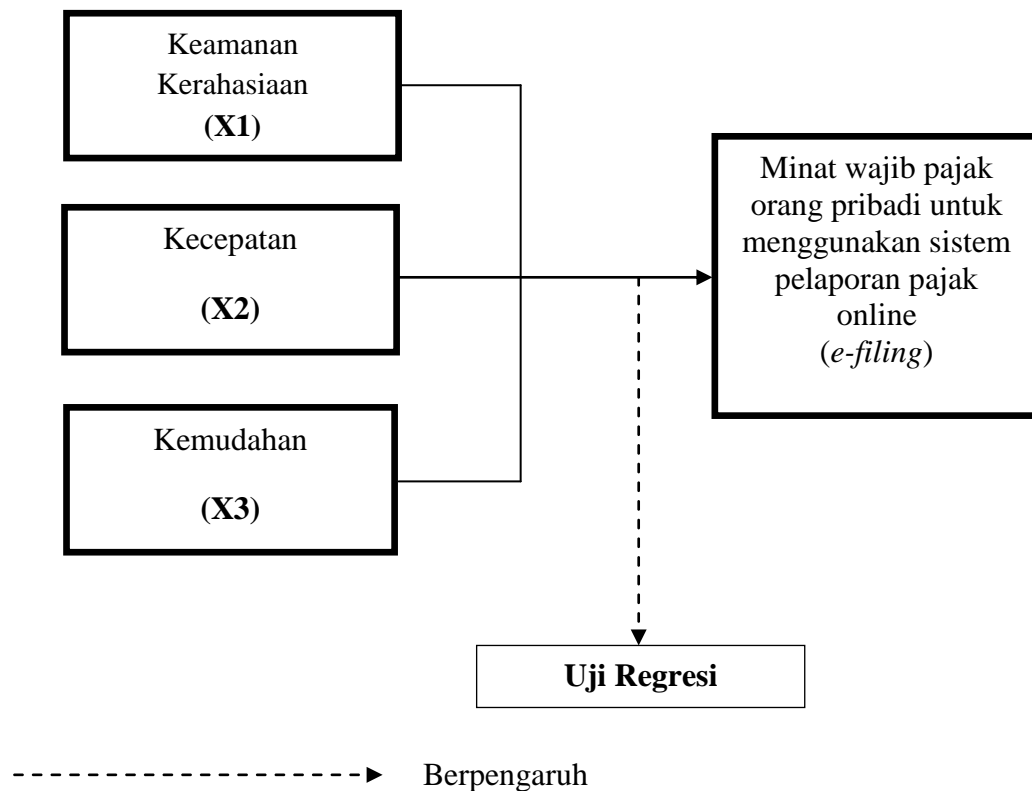 Keamanan
Kerahasiaan
(X1)
Kecepatan
(X2)
Kemudahan
(X3)
Minat wajib pajak
orang pribadi untuk
menggunakan sistem
pelaporan pajak
online
(e-filing)
Uji Regresi
Berpengaruh